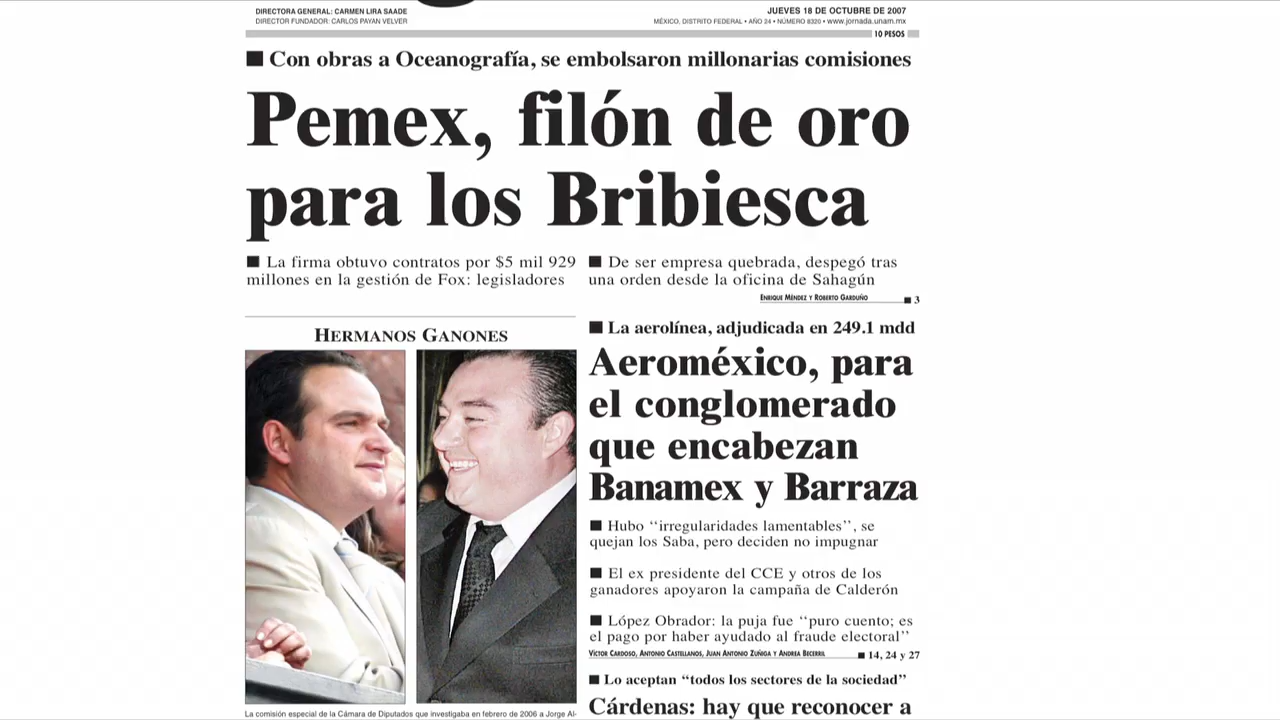 DIRECTORA GENERAL: CARMEN LIRA SAADE
DIRECTOR FUNDADOR: CARLOS PAYAN VELVER
JUEVES 18 DE OCTUBRE DE 2007
MÉXICO, DISTRITO FEDERAL • AÑO 24 • NÚMERO 8320 • www.jornada.unam.mx
10 PESOS
■ Con obras a Oceanografía, se embolsaron millonarias comisiones
Pemex, filón de oro
para los Bribiesca
■ La firma obtuvo contratos por $5 mil 929
millones en la gestión de Fox: legisladores
■ De ser empresa quebrada, despegó tras
una orden desde la oficina de Sahagún
ENRIQUE MÉNDEZ Y ROBERTO GARDUÑO ■ 3
HERMANOS GANONES
La comisión especial de la Cámara de Diputados que investigaba en febrero de 2006 a Jorge Al-
■ La aerolínea, adjudicada en 249.1 mdd
Aeroméxico, para
el conglomerado
que encabezan
Banamex y Barraza
■ Hubo ‘‘irregularidades lamentables’’, se
quejan los Saba, pero deciden no impugnar
■ El ex presidente del CCE y otros de los
ganadores apoyaron la campaña de Calderón
■ López Obrador: la puja fue ‘‘puro cuento; es
el pago por haber ayudado al fraude electoral’’
VÍCTOR CARDOSO, ANTONIO CASTELLANOS, JUAN ANTONIO ZUÑIGA Y ANDREA BECERRIL ■ 14, 24 y 27
■ Lo aceptan “todos los sectores de la sociedad”
Cárdenas: hay que reconocer a